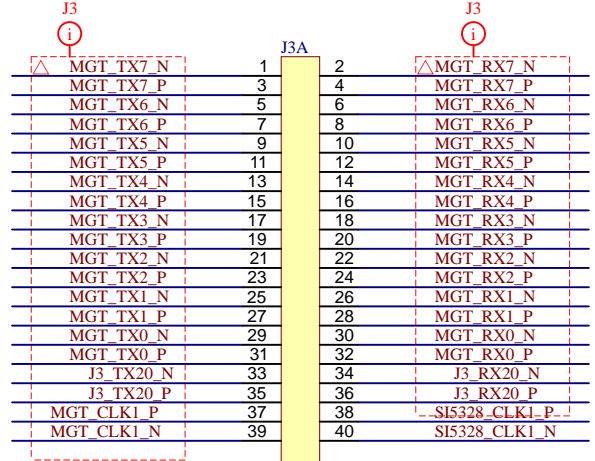 J3 J3
i i
J3A
MGT_TX7_N 1 2 MGT_RX7_N
MGT_TX7_P 3 4 MGT_RX7_P
MGT_TX6_N 5 6 MGT_RX6_N
MGT_TX6_P 7 8 MGT_RX6_P
MGT_TX5_N 9 10 MGT_RX5_N
MGT_TX5_P 11 12 MGT_RX5_P
MGT_TX4_N 13 14 MGT_RX4_N
MGT_TX4_P 15 16 MGT_RX4_P
MGT_TX3_N 17 18 MGT_RX3_N
MGT_TX3_P 19 20 MGT_RX3_P
MGT_TX2_N 21 22 MGT_RX2_N
MGT_TX2_P 23 24 MGT_RX2_P
MGT_TX1_N 25 26 MGT_RX1_N
MGT_TX1_P 27 28 MGT_RX1_P
MGT_TX0_N 29 30 MGT_RX0_N
MGT_TX0_P 31 32 MGT_RX0_P
J3_TX20_N 33 34 J3_RX20_N
J3_TX20_P 35 36 J3_RX20_P
MGT_CLK1_P 37 38 SI5328_CLK1_P
MGT_CLK1_N 39 40 SI5328_CLK1_N